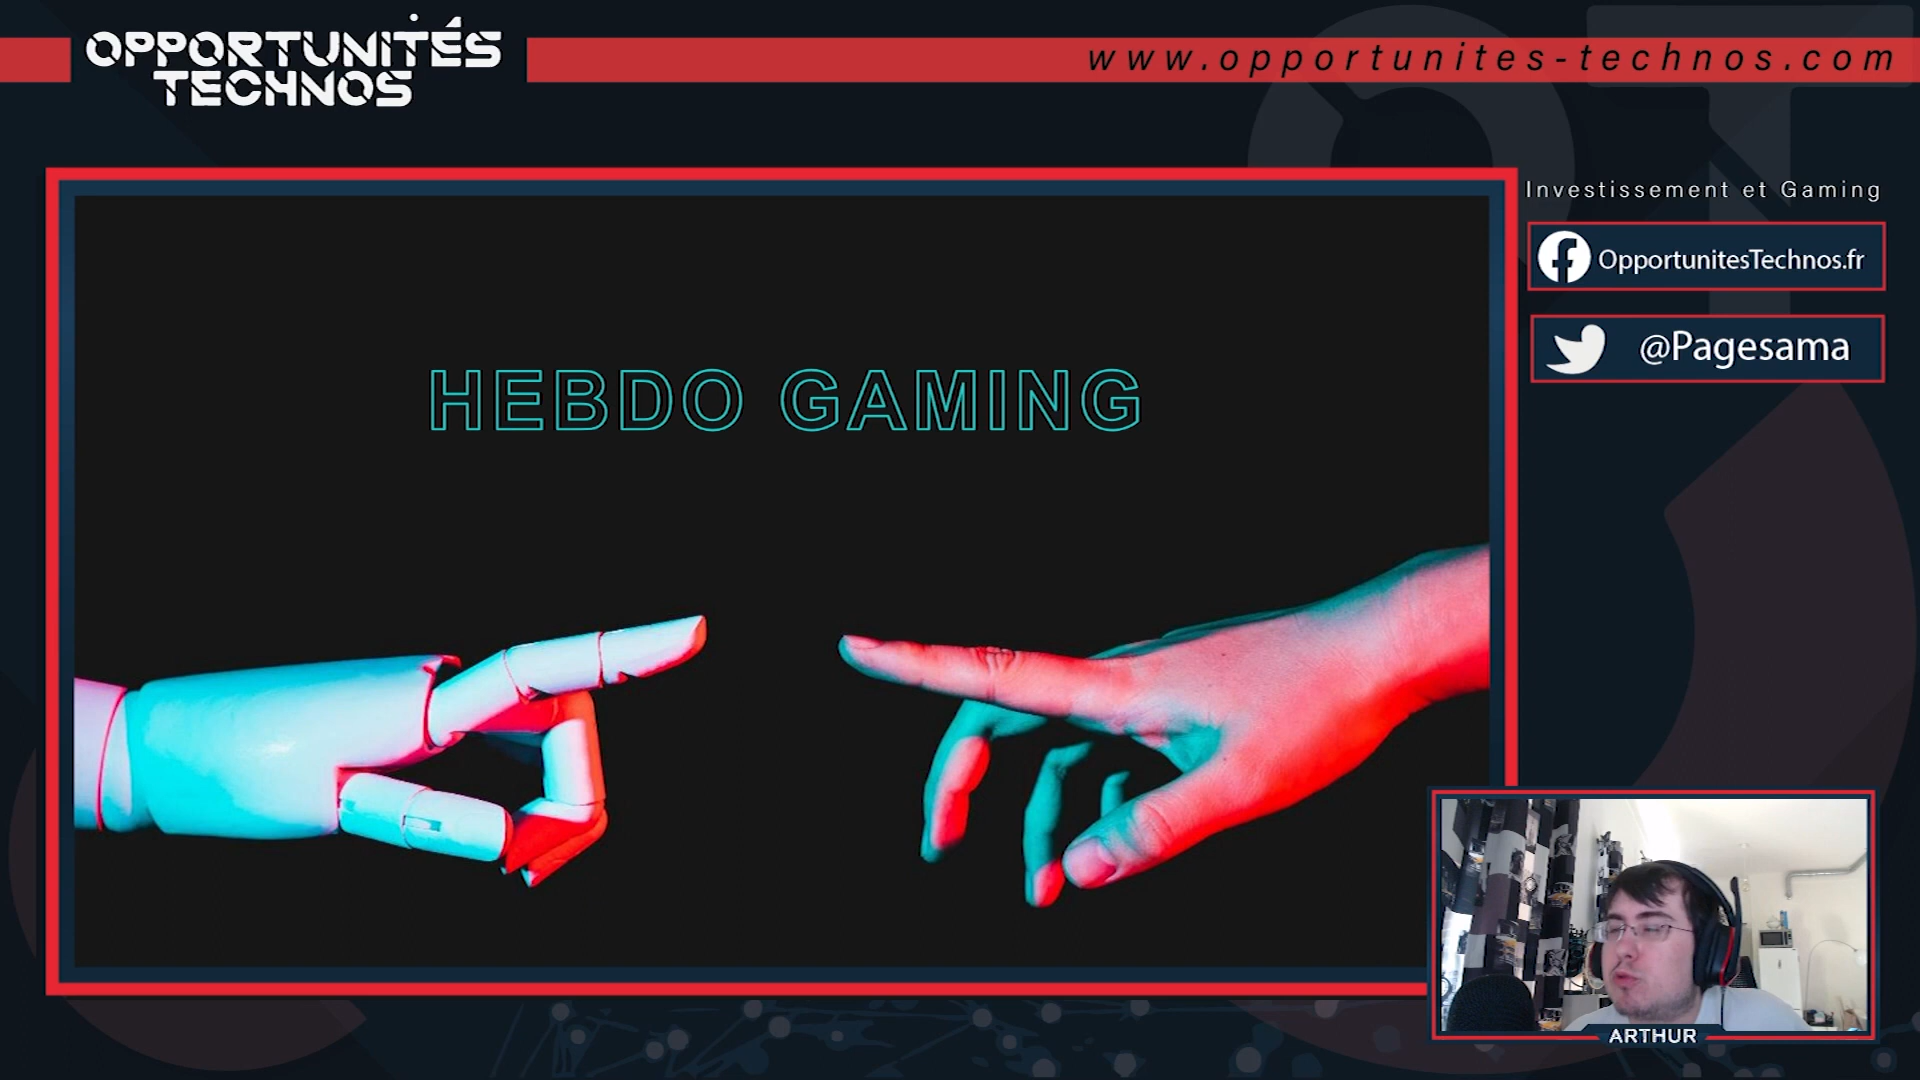 OPPORTUNITÉS
TECHNOS
www.opportunites-technos.com
Investissement et Gaming
OpportunitesTechnos.fr
@Pagesama
HEBDO GAMING
ARTHUR